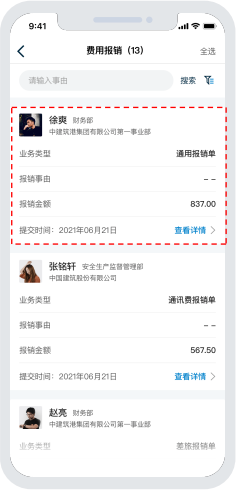 9:41
费用报销（13） 全选
请输入事由 搜索
徐爽 财务部
中建筑港集团有限公司第一事业部
业务类型 通用报销单
报销事由 – –
报销金额 837.00
提交时间：2021年06月21日 查看详情
张铭轩 安全生产监督管理部
中国建筑股份有限公司
业务类型 通讯费报销单
报销事由 – –
报销金额 567.50
提交时间：2021年06月21日 查看详情
赵亮 财务部
中建筑港集团有限公司第一事业部
业务类型 差旅报销单